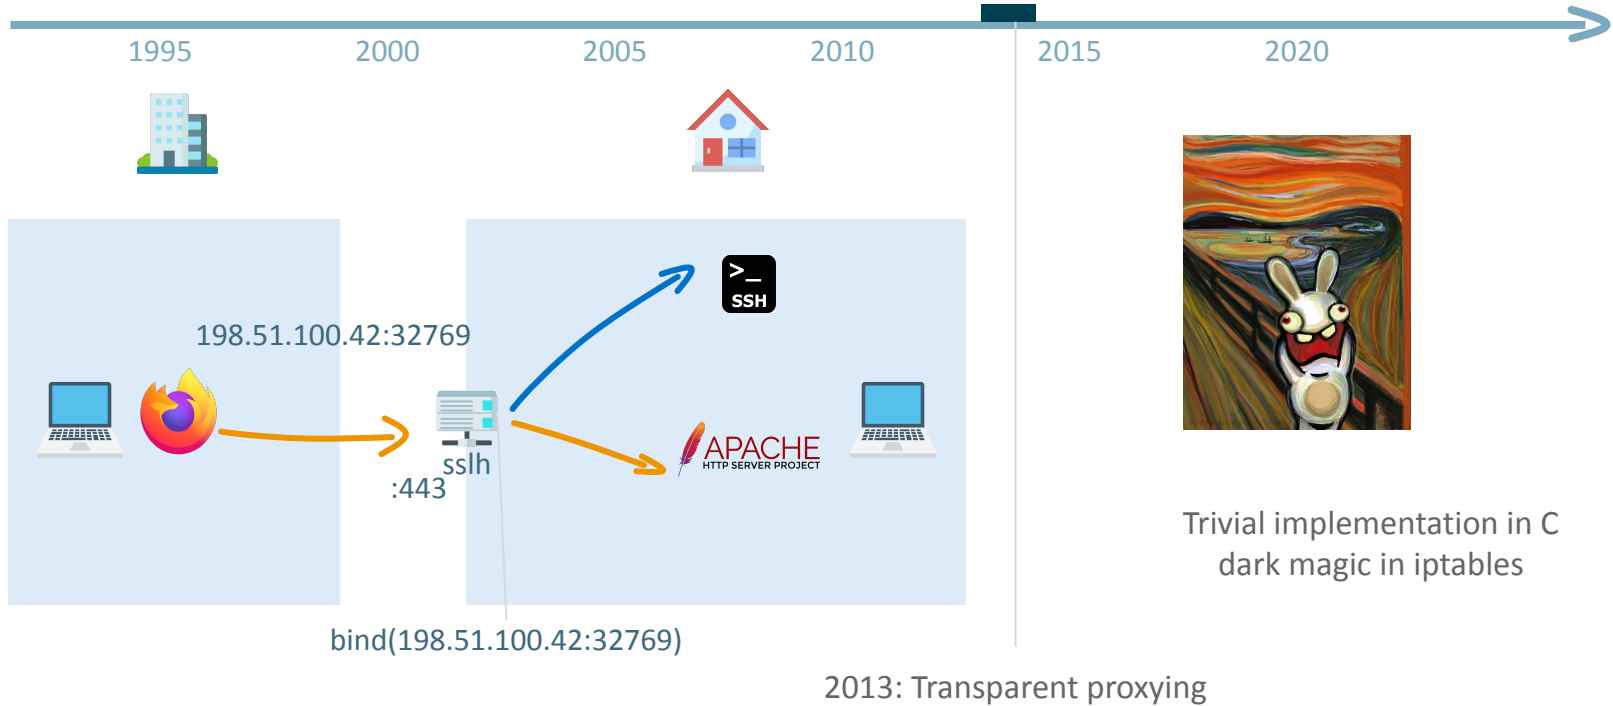 1995
2000
2005
2010
2015
2020
>_
SSH
198.51.100.42:32769
sslh
:443
APACHE
HTTP SERVER PROJECT
Trivial implementation in C
dark magic in iptables
bind(198.51.100.42:32769)
2013: Transparent proxying